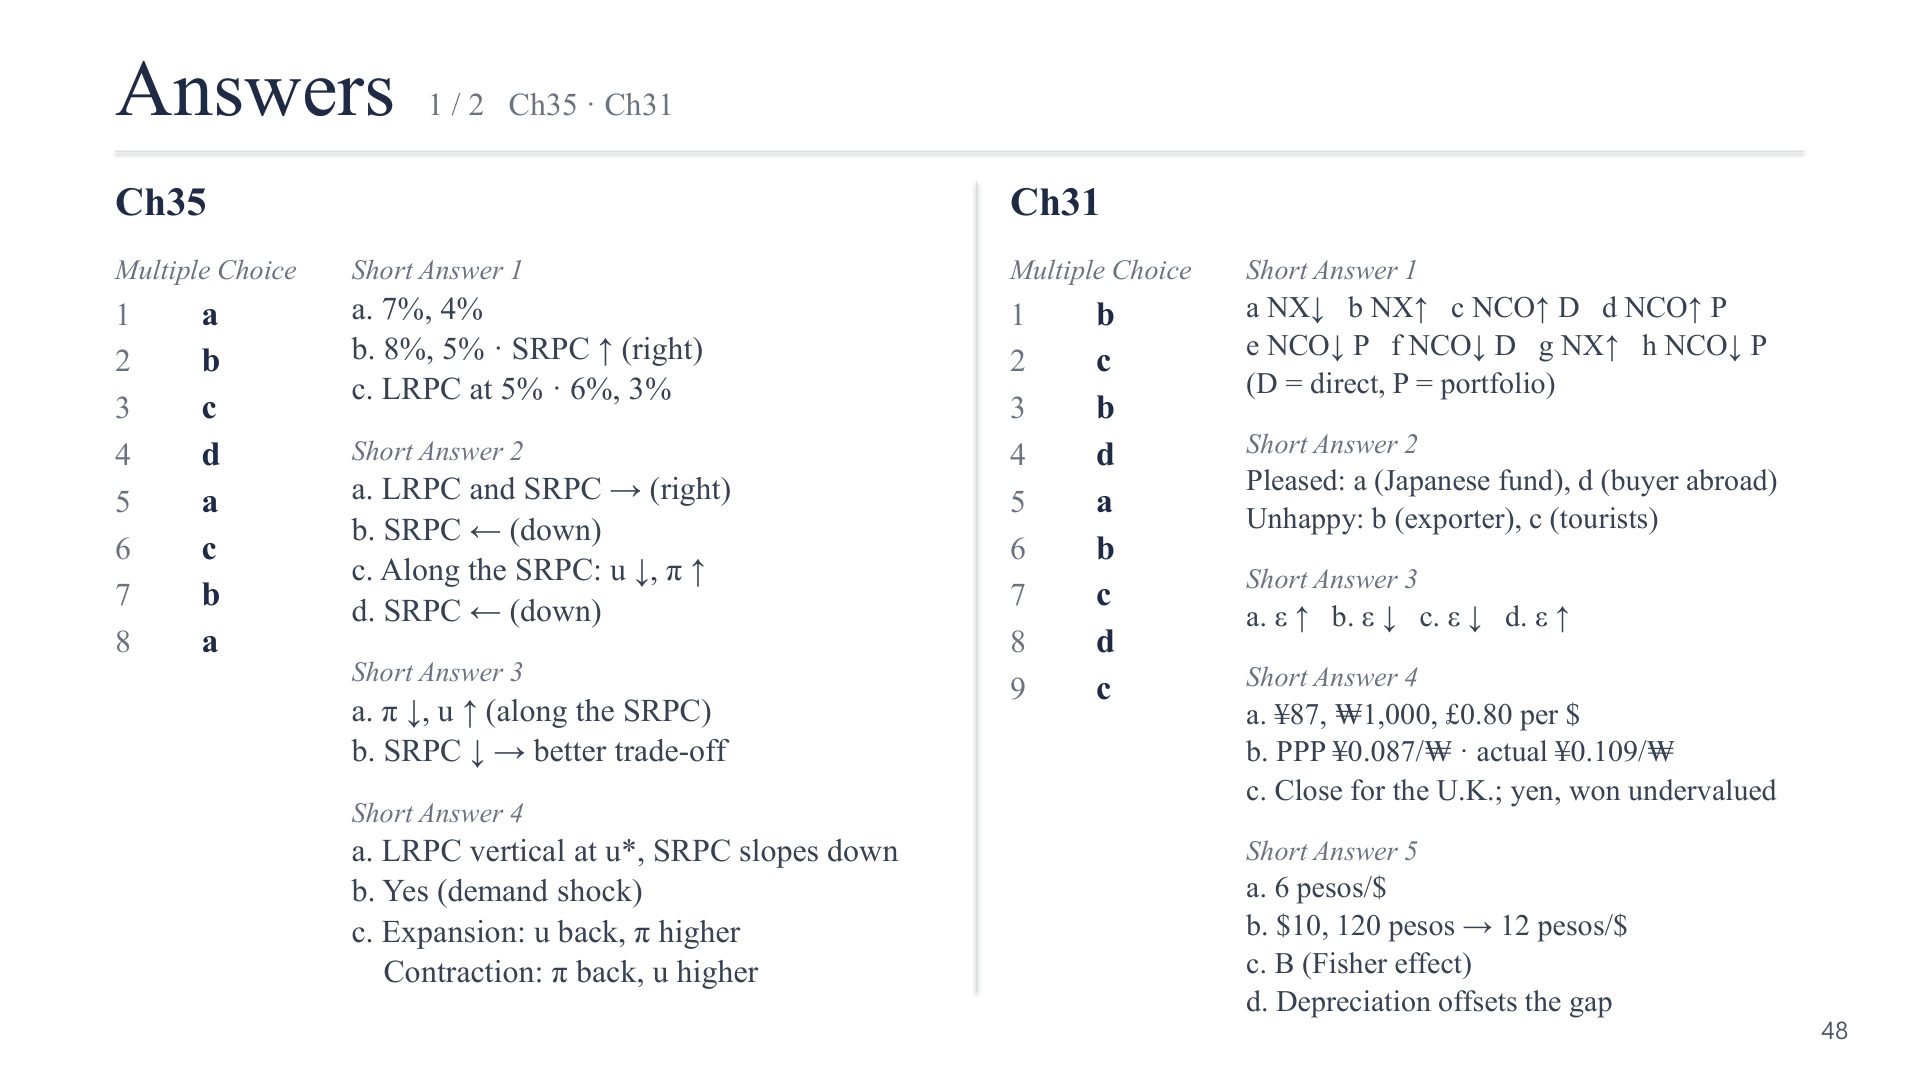 Answers 1 / 2 Ch35 · Ch31
Ch35
Multiple Choice
1 a
2 b
3 c
4 d
5 a
6 c
7 b
8 a
Short Answer 1
a. 7%, 4%
b. 8%, 5% · SRPC ↑ (right)
c. LRPC at 5% · 6%, 3%
Short Answer 2
a. LRPC and SRPC → (right)
b. SRPC ← (down)
c. Along the SRPC: u ↓, π ↑
d. SRPC ← (down)
Short Answer 3
a. π ↓, u ↑ (along the SRPC)
b. SRPC ↓ → better trade-off
Short Answer 4
a. LRPC vertical at u*, SRPC slopes down
b. Yes (demand shock)
c. Expansion: u back, π higher
Contraction: π back, u higher
Ch31
Multiple Choice
1 b
2 c
3 b
4 d
5 a
6 b
7 c
8 d
9 c
Short Answer 1
a NX↓ b NX↑ c NCO↑ D d NCO↑ P
e NCO↓ P f NCO↓ D g NX↑ h NCO↓ P
(D = direct, P = portfolio)
Short Answer 2
Pleased: a (Japanese fund), d (buyer abroad)
Unhappy: b (exporter), c (tourists)
Short Answer 3
a. ε ↑ b. ε ↓ c. ε ↓ d. ε ↑
Short Answer 4
a. ¥87, ₩1,000, £0.80 per $
b. PPP ¥0.087/₩ · actual ¥0.109/₩
c. Close for the U.K.; yen, won undervalued
Short Answer 5
a. 6 pesos/$
b. $10, 120 pesos → 12 pesos/$
c. B (Fisher effect)
d. Depreciation offsets the gap
48